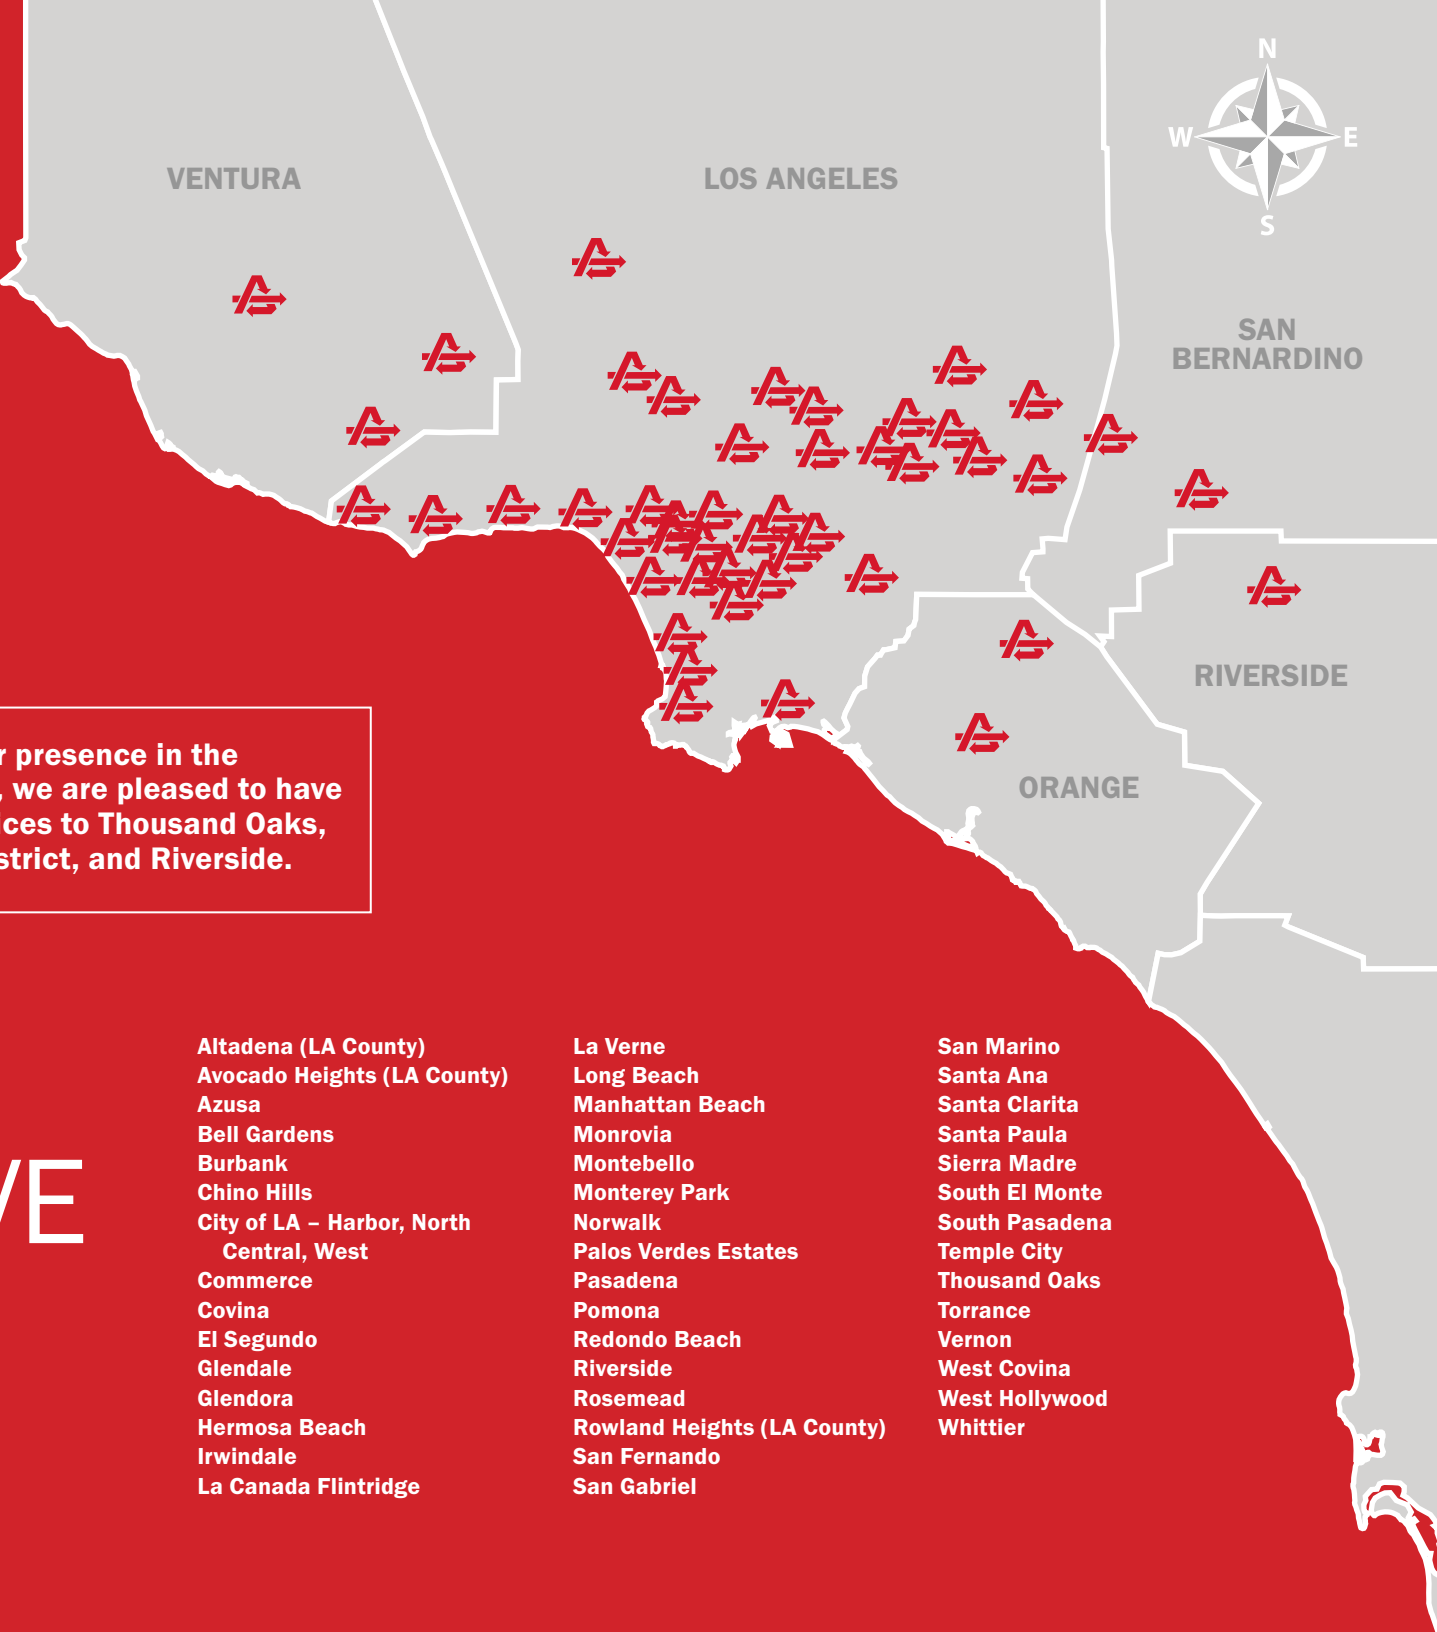 N
W
E
S
VENTURA
LOS ANGELES
SAN
BERNARDINO
RIVERSIDE
ORANGE
presence in the
we are pleased to have
to Thousand Oaks,
and Riverside.
VE
Altadena (LA County)
Avocado Heights (LA County)
Azusa
Bell Gardens
Burbank
Chino Hills
City of LA – Harbor, North
Central, West
Commerce
Covina
El Segundo
Glendale
Glendora
Hermosa Beach
Irwindale
La Canada Flintridge
La Verne
Long Beach
Manhattan Beach
Monrovia
Montebello
Monterey Park
Norwalk
Palos Verdes Estates
Pasadena
Pomona
Redondo Beach
Riverside
Rosemead
Rowland Heights (LA County)
San Fernando
San Gabriel
San Marino
Santa Ana
Santa Clarita
Santa Paula
Sierra Madre
South El Monte
South Pasadena
Temple City
Thousand Oaks
Torrance
Vernon
West Covina
West Hollywood
Whittier